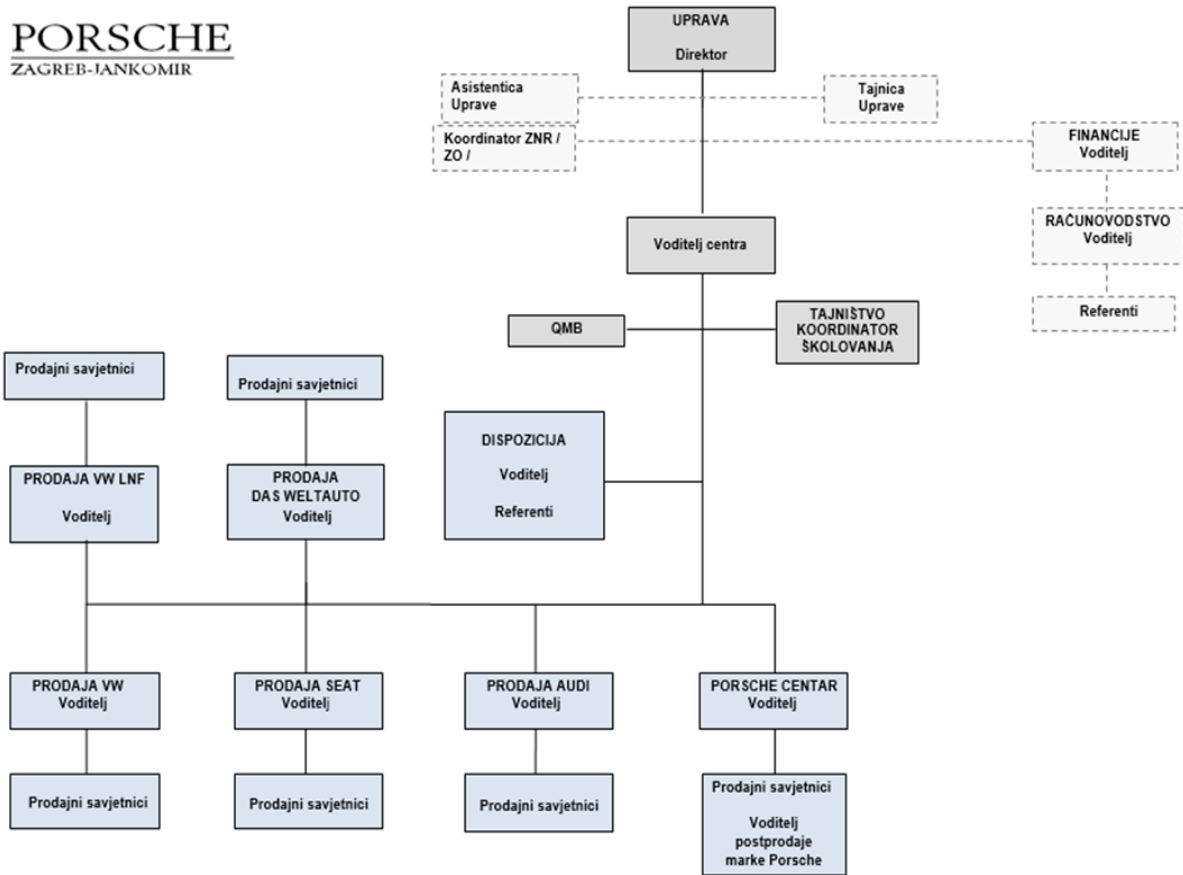 PORSCHE
ZAGREB-JANKOMIR
UPRAVA
Direktor
Asistentica
Uprave
Tajnica
Uprave
Koordinator ZNR /
ZO /
FINANCIJE
Voditelj
RAČUNOVODSTVO
Voditelj
Referenti
Voditelj centra
QMB
TAJNIŠTVO
KOORDINATOR
ŠKOLOVANJA
Prodajni savjetnici
Prodajni savjetnici
DISPOZICIJA
Voditelj
Referenti
PRODAJA VW LNF
Voditelj
PRODAJA
DAS WELTAUTO
Voditelj
PRODAJA VW
Voditelj
PRODAJA SEAT
Voditelj
PRODAJA AUDI
Voditelj
PORSCHE CENTAR
Voditelj
Prodajni savjetnici
Prodajni savjetnici
Prodajni savjetnici
Prodajni savjetnici
Voditelj
postprodaje
marke Porsche